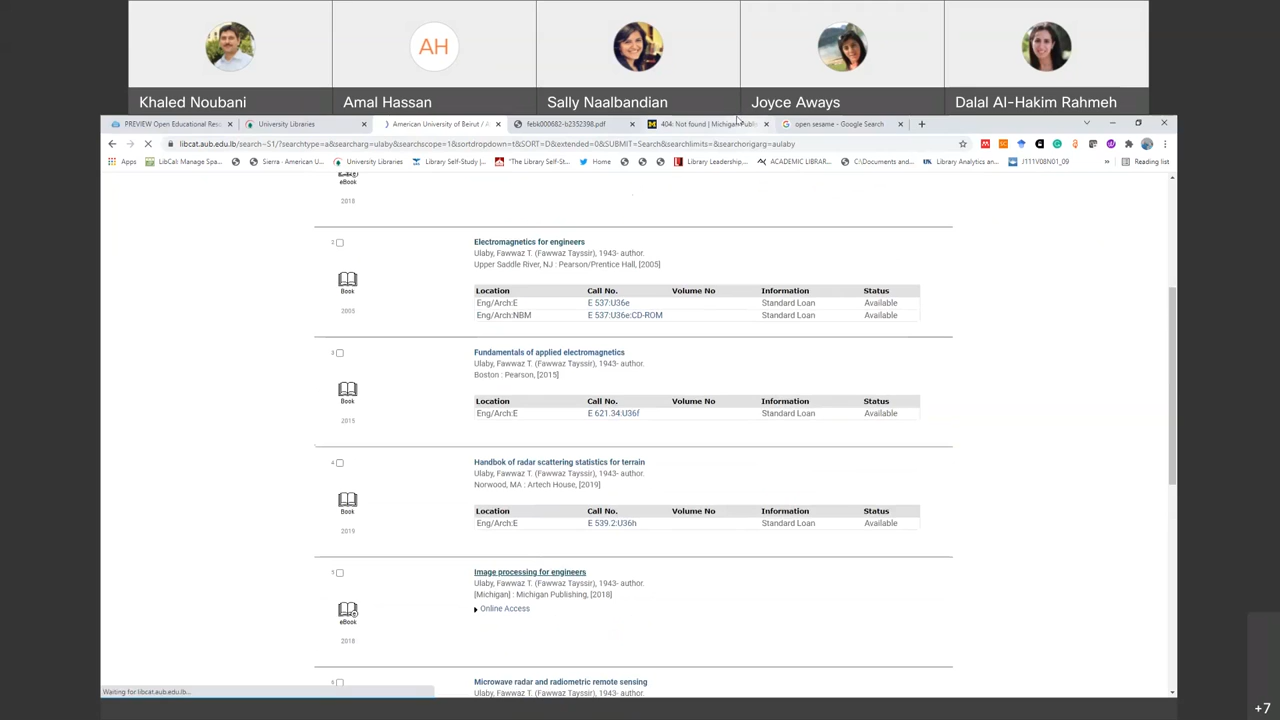 AH
Khaled Noubani
Amal Hassan
Sally Naalbandian
Joyce Aways
Dalal Al-Hakim Rahmeh
PREVIEW Open Educational Res
University Libraries
American University of Beirut / A
febk000682-b2352398.pdf
404: Not found | Michigan Publis
open sesame - Google Search
libcat.aub.edu.lb/search~S1/?searchtype=a&searcharg=ulaby&searchscope=1&sortdropdown=t&SORT=D&extended=0&SUBMIT=Search&searchlimits=&searchorigarg=aulaby
Apps
LibCal: Manage Spa...
Sierra - American U...
University Libraries
Library Self-Study |...
"The Library Self-St...
Home
Library Leadership,...
ACADEMIC LIBRAR...
C:\Documents and...
Library Analytics an...
J111V08N01_09
»
Reading list
eBook
2018
2
Electromagnetics for engineers
Ulaby, Fawwaz T. (Fawwaz Tayssir), 1943- author.
Upper Saddle River, NJ : Pearson/Prentice Hall, [2005]
Book
2005
Location Call No. Volume No Information Status
Eng/Arch:E E 537:U36e Standard Loan Available
Eng/Arch:NBM E 537:U36e:CD-ROM Standard Loan Available
3
Fundamentals of applied electromagnetics
Ulaby, Fawwaz T. (Fawwaz Tayssir), 1943- author.
Boston : Pearson, [2015]
Book
2015
Location Call No. Volume No Information Status
Eng/Arch:E E 621.34:U36f Standard Loan Available
4
Handbok of radar scattering statistics for terrain
Ulaby, Fawwaz T. (Fawwaz Tayssir), 1943- author.
Norwood, MA : Artech House, [2019]
Book
2019
Location Call No. Volume No Information Status
Eng/Arch:E E 539.2:U36h Standard Loan Available
5
Image processing for engineers
Ulaby, Fawwaz T. (Fawwaz Tayssir), 1943- author.
[Michigan] : Michigan Publishing, [2018]
Online Access
eBook
2018
6
Microwave radar and radiometric remote sensing
Ulaby, Fawwaz T. (Fawwaz Tayssir), 1943- author.
Waiting for libcat.aub.edu.lb...
+7